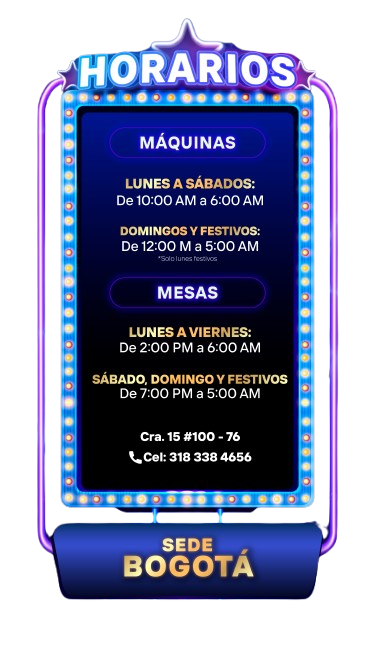 HORARIOS
MÁQUINAS
LUNES A SÁBADOS:
De 10:00 AM a 6:00 AM
DOMINGOS Y FESTIVOS:
De 12:00 M a 5:00 AM
*Solo lunes festivos
MESAS
LUNES A VIERNES:
De 2:00 PM a 6:00 AM
SÁBADO, DOMINGO Y FESTIVOS
De 7:00 PM a 5:00 AM
Cra. 15 #100 - 76
Cel: 318 338 4656
SEDE
BOGOTÁ